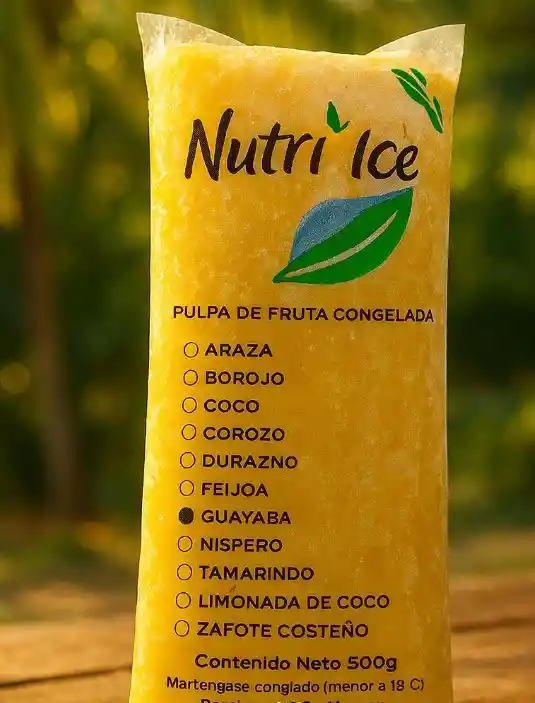 Nutri Ice
PULPA DE FRUTA CONGELADA
ARAZA
BOROJO
COCO
COROZO
DURAZNO
FEIJOA
GUAYABA
NISPERO
TAMARINDO
LIMONADA DE COCO
ZAFOTE COSTEÑO
Contenido Neto 500g
Martengase conglado (menor a 18 C)